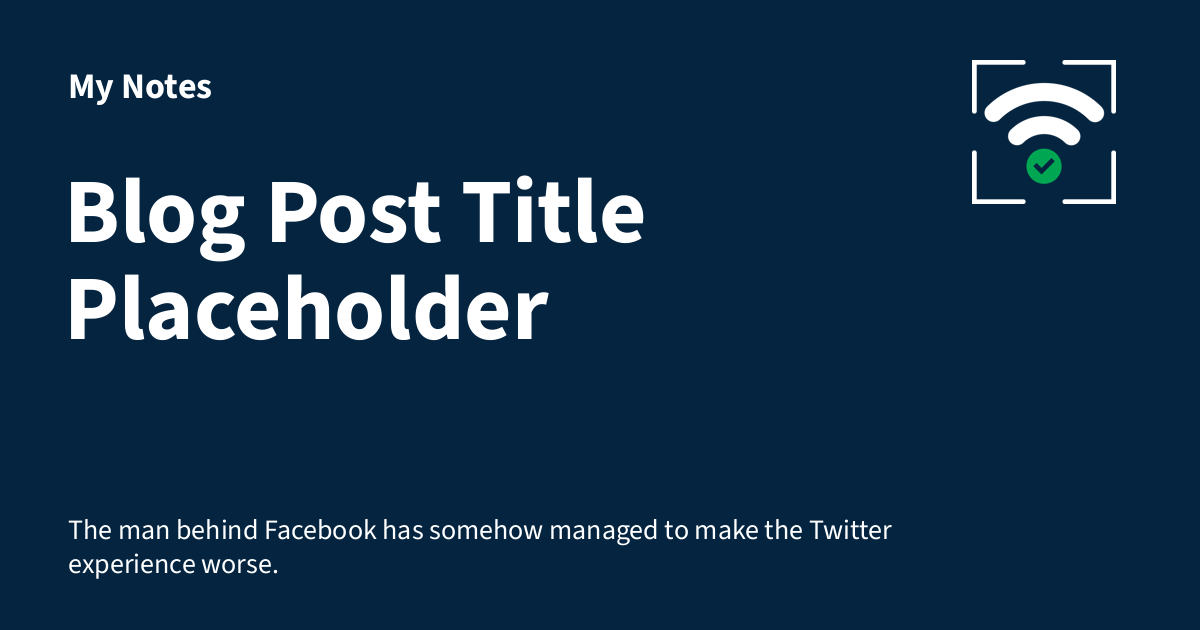 My Notes
Blog Post Title
Placeholder
The man behind Facebook has somehow managed to make the Twitter
experience worse.